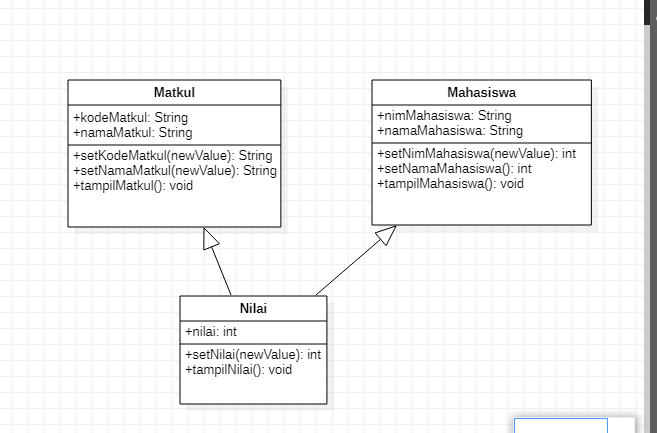 Matkul
+kodeMatkul: String
+namaMatkul: String
+setKodeMatkul(newValue): String
+setNamaMatkul(newValue): String
+tampilMatkul(): void
Mahasiswa
+nimMahasiswa: String
+namaMahasiswa: String
+setNimMahasiswa(newValue): int
+setNamaMahasiswa(): int
+tampilMahasiswa(): void
Nilai
+nilai: int
+setNilai(newValue): int
+tampilNilai(): void